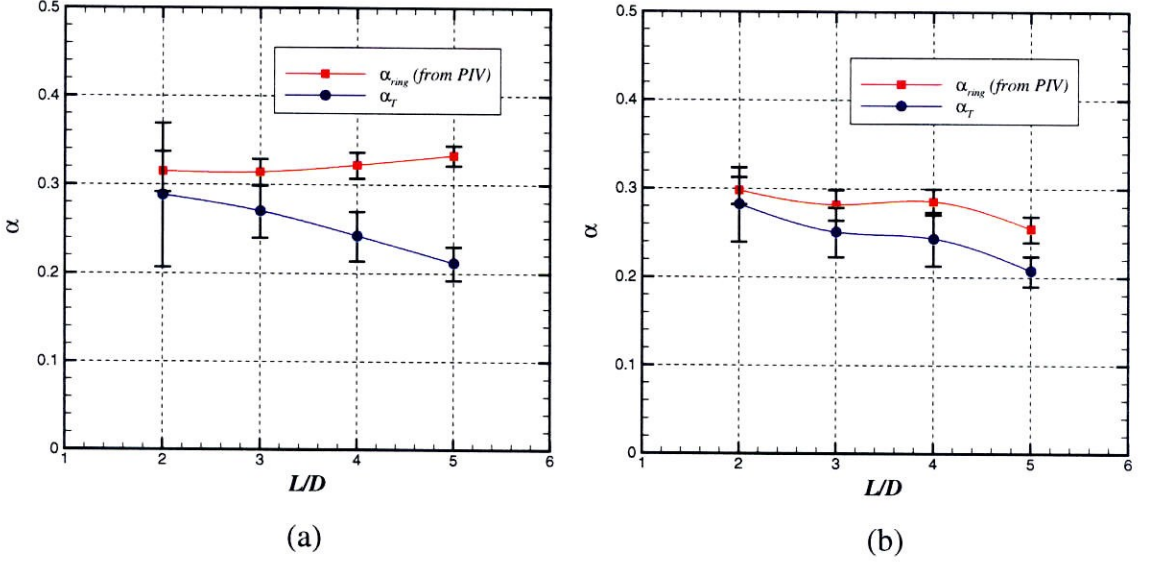 0.5
0.4
0.3
0.2
0.1
0
α
α_ring (from PIV)
α_T
1 2 3 4 5 6
L/D
(a)
0.5
0.4
0.3
0.2
0.1
0
α
α_ring (from PIV)
α_T
1 2 3 4 5 6
L/D
(b)